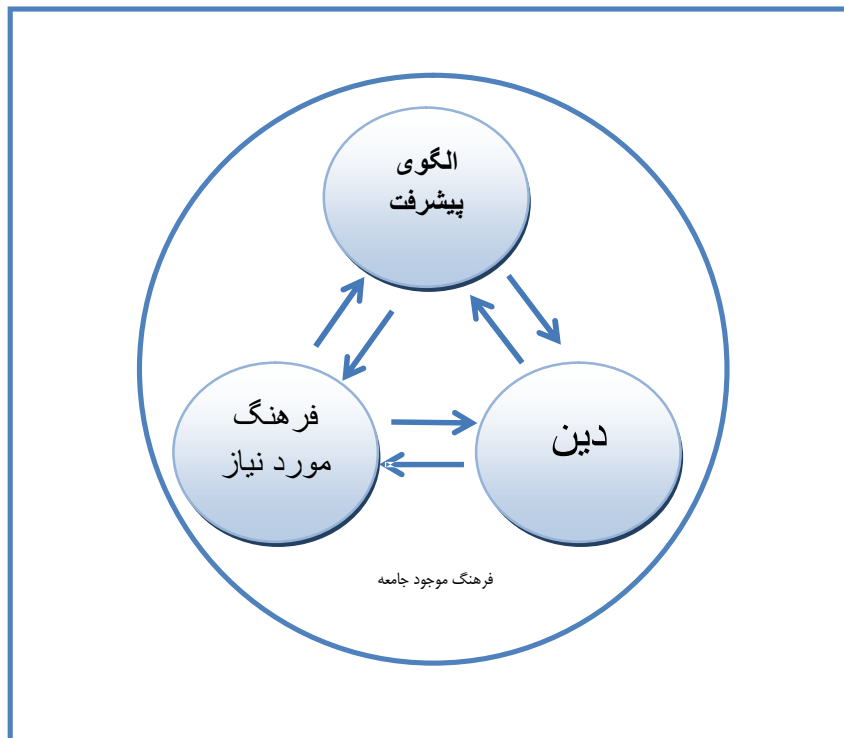 الگوی
پیشرفت
دین
فرهنگ
مورد نیاز
فرهنگ موجود جامعه